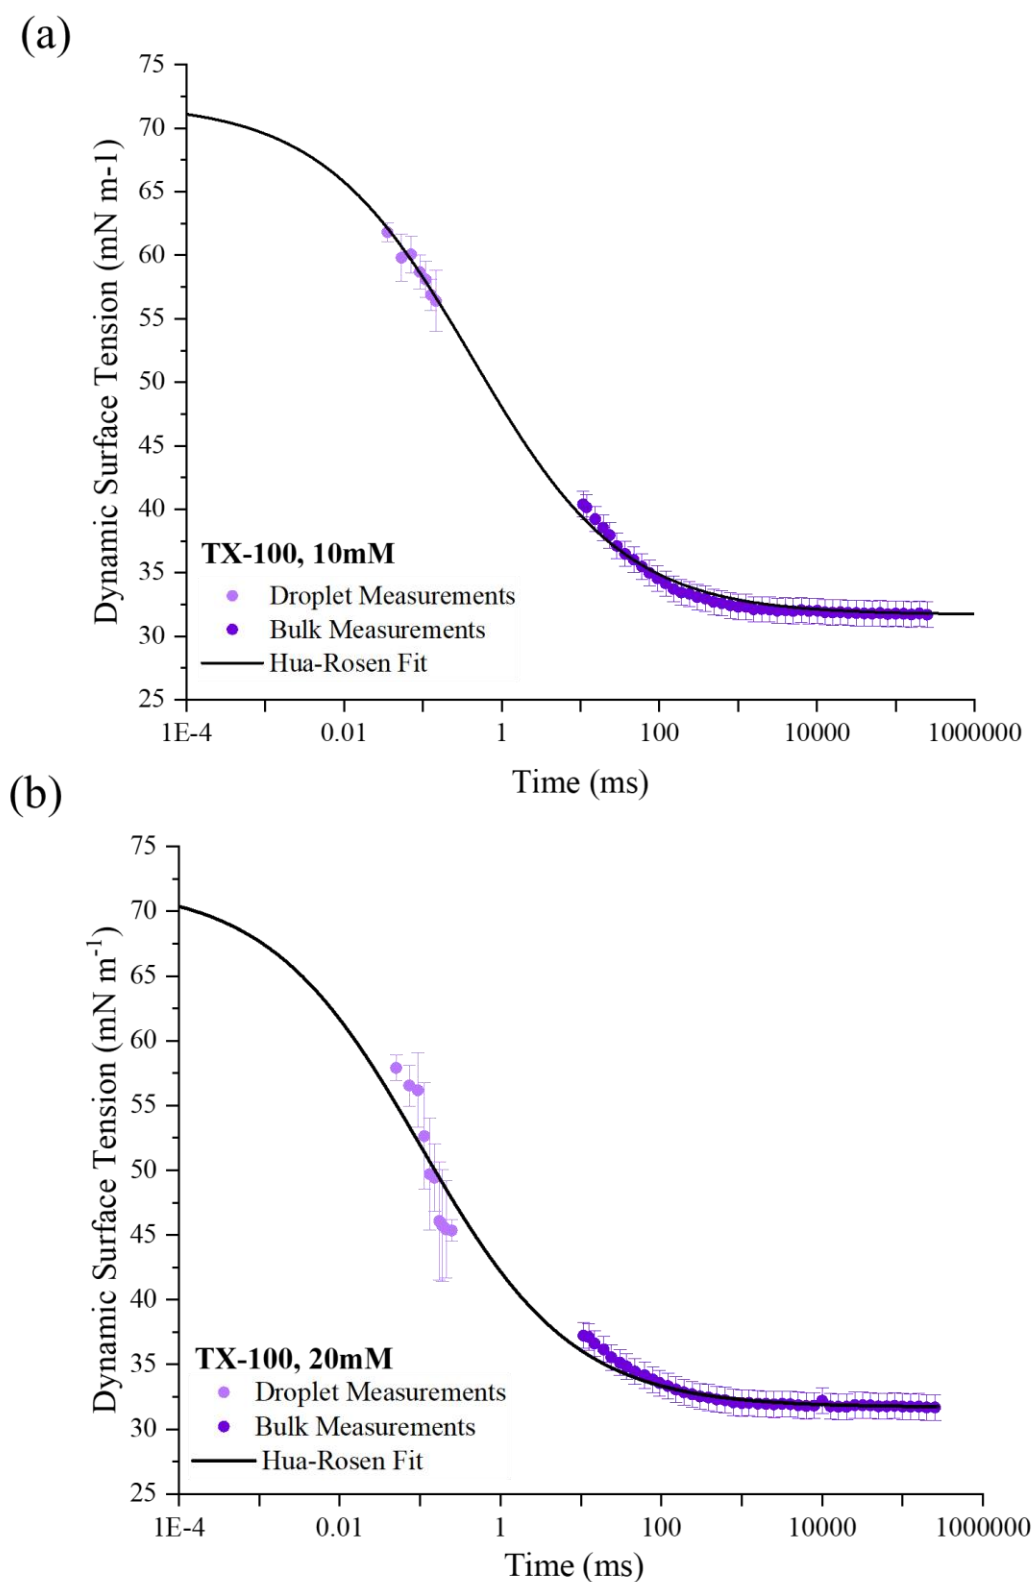 (a)
75
70
65
60
55
50
45
40
35
30
25
Dynamic Surface Tension (mN m-1)
TX-100, 10mM
Droplet Measurements
Bulk Measurements
Hua-Rosen Fit
1E-4 0.01 1 100 10000 1000000
Time (ms)
(b)
75
70
65
60
55
50
45
40
35
30
25
Dynamic Surface Tension (mN m⁻¹)
TX-100, 20mM
Droplet Measurements
Bulk Measurements
Hua-Rosen Fit
1E-4 0.01 1 100 10000 1000000
Time (ms)